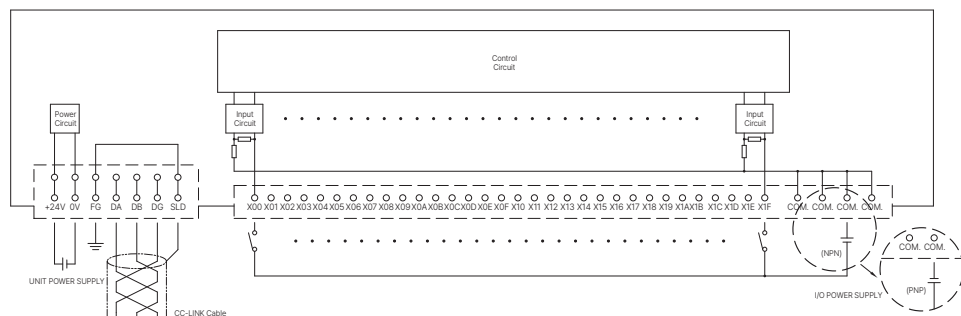 Control
Circuit
Power
Circuit
Input
Circuit
Input
Circuit
+24V 0V FG DA DB DG SLD
X00 X01 X02 X03 X04 X05 X06 X07 X08 X09 X0A X0B X0C X0D X0E X0F X10 X11 X12 X13 X14 X15 X16 X17 X18 X19 X1A X1B X1C X1D X1E X1F COM. COM. COM. COM.
COM. COM.
(NPN)
UNIT POWER SUPPLY
(PNP)
I/O POWER SUPPLY
CC-LINK Cable